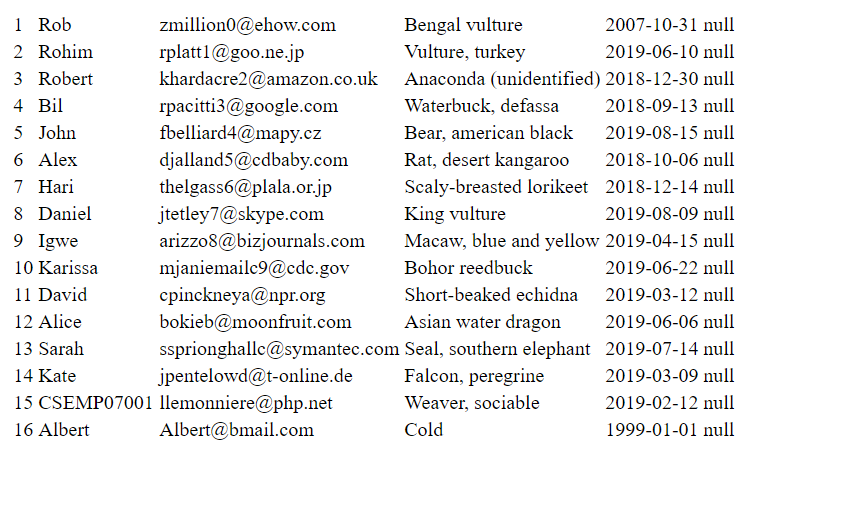 1 Rob zmillion0@ehow.com Bengal vulture 2007-10-31 null
2 Rohim rplatt1@goo.ne.jp Vulture, turkey 2019-06-10 null
3 Robert khardacre2@amazon.co.uk Anaconda (unidentified) 2018-12-30 null
4 Bil rpacitti3@google.com Waterbuck, defassa 2018-09-13 null
5 John fbelliard4@mapy.cz Bear, american black 2019-08-15 null
6 Alex djalland5@cdbaby.com Rat, desert kangaroo 2018-10-06 null
7 Hari thelgass6@plala.or.jp Scaly-breasted lorikeet 2018-12-14 null
8 Daniel jtetley7@skype.com King vulture 2019-08-09 null
9 Igwe arizzo8@bizjournals.com Macaw, blue and yellow 2019-04-15 null
10 Karissa mjaniemailc9@cdc.gov Bohor reedbuck 2019-06-22 null
11 David cpinckneya@npr.org Short-beaked echidna 2019-03-12 null
12 Alice bokieb@moonfruit.com Asian water dragon 2019-06-06 null
13 Sarah ssprionghallc@symantec.com Seal, southern elephant 2019-07-14 null
14 Kate jpentelowd@t-online.de Falcon, peregrine 2019-03-09 null
15 CSEMP07001 llemonniere@php.net Weaver, sociable 2019-02-12 null
16 Albert Albert@bmail.com Cold 1999-01-01 null